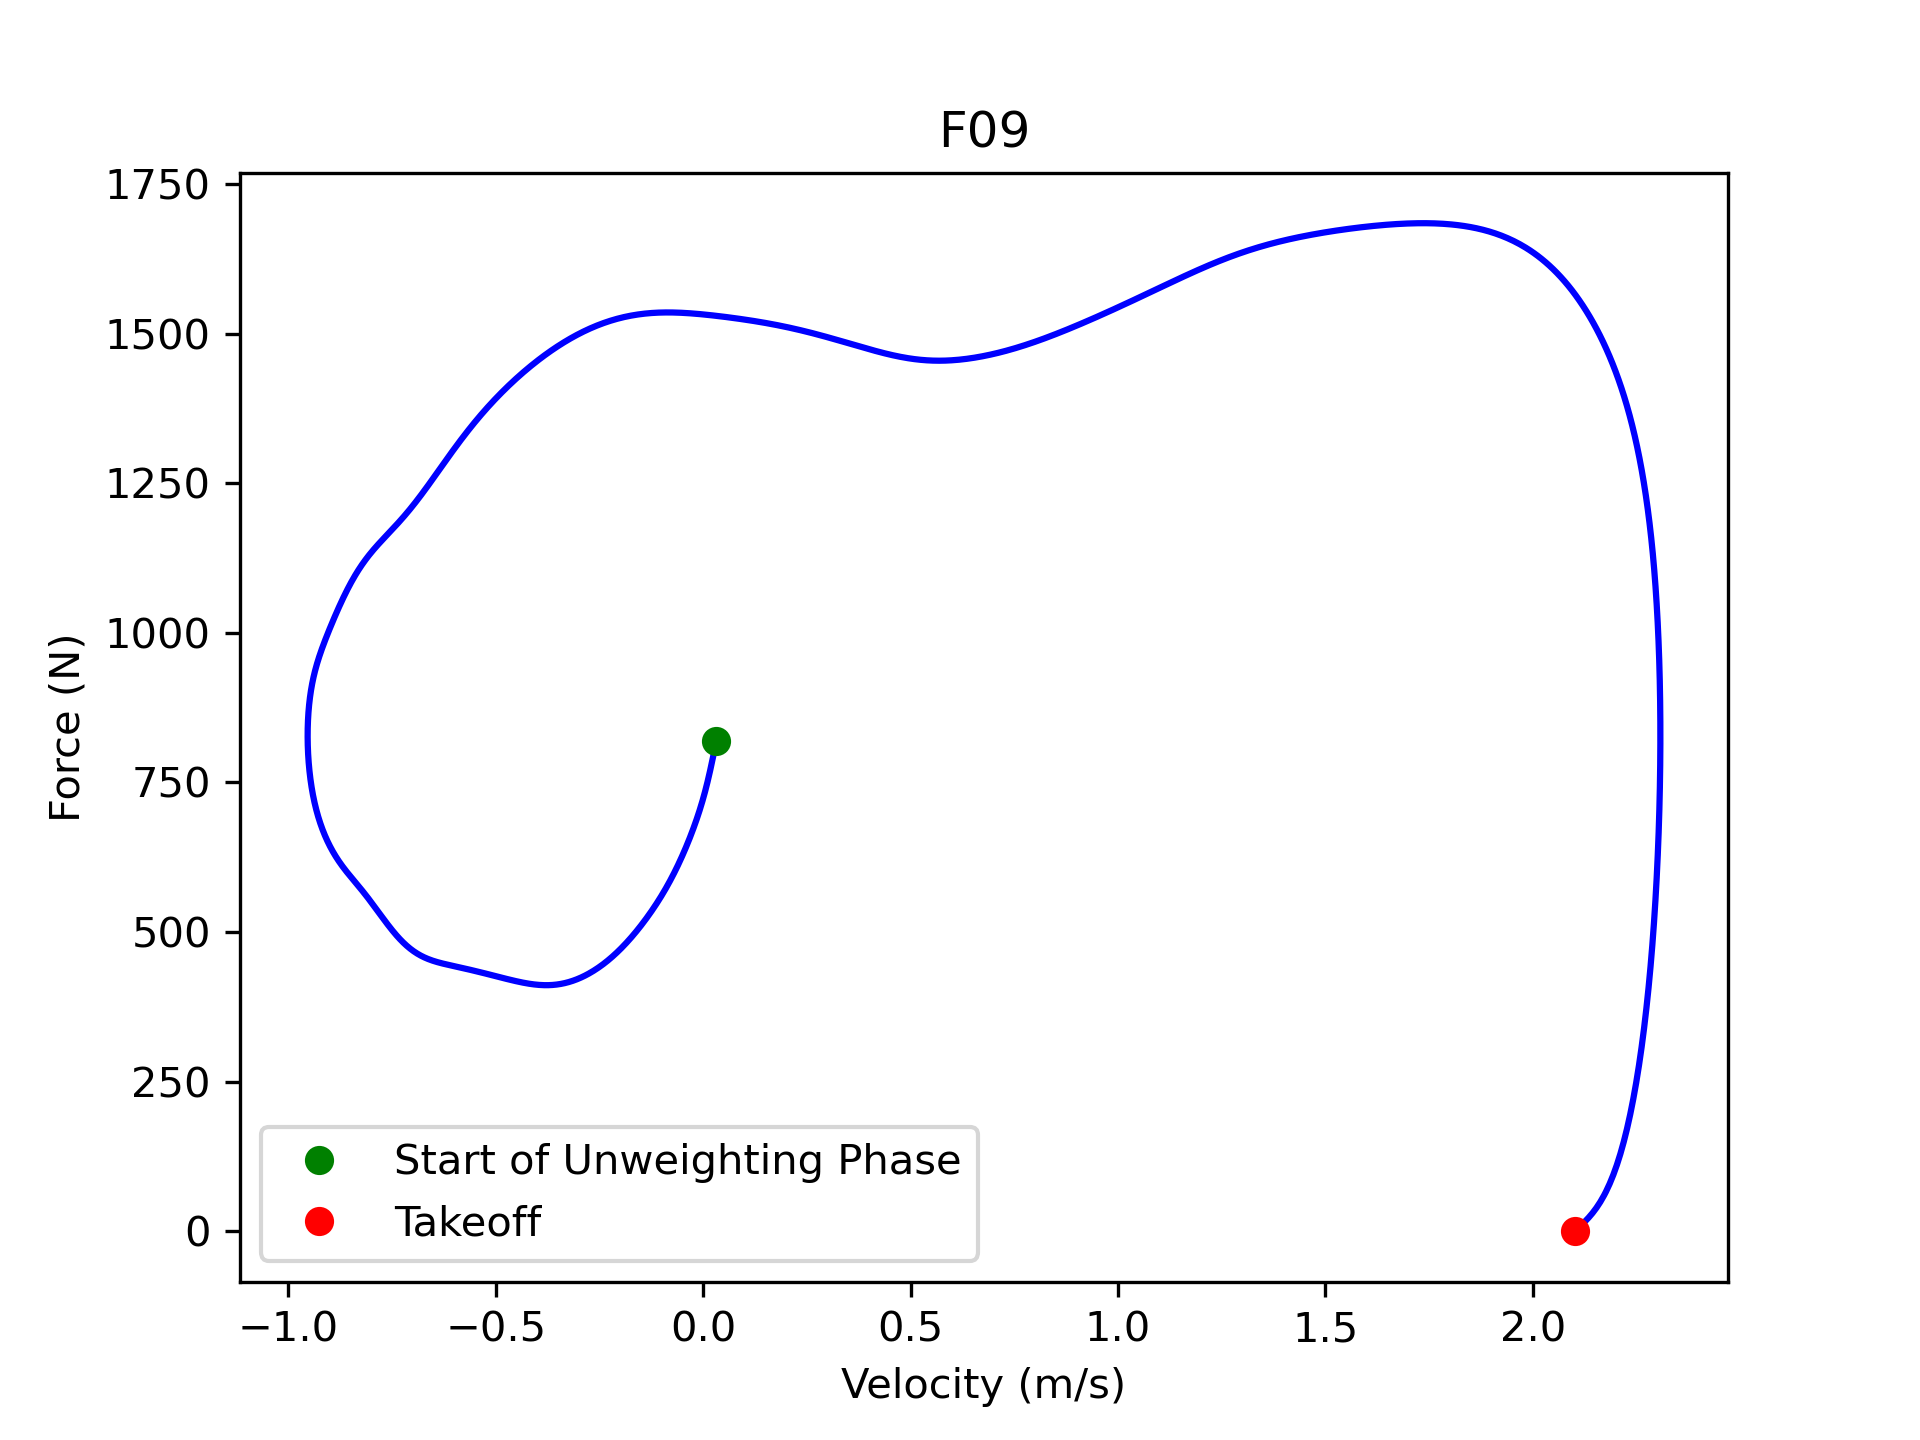 F09
1750
1500
1250
1000
750
500
250
0
Force (N)
Start of Unweighting Phase
Takeoff
−1.0 −0.5 0.0 0.5 1.0 1.5 2.0
Velocity (m/s)